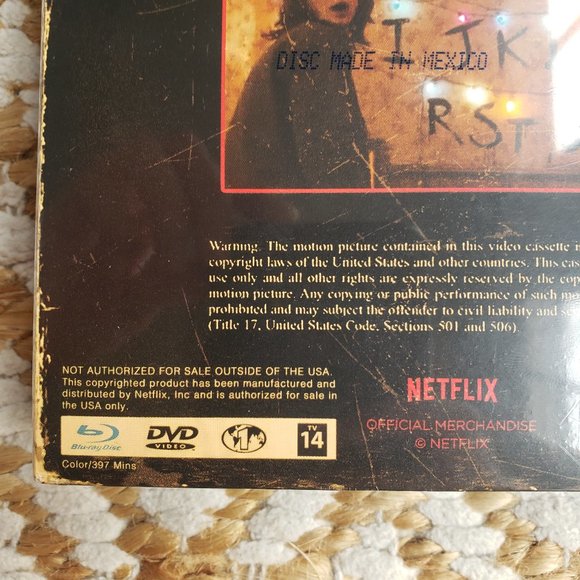 I J K
DISC MADE IN MEXICO
R S T
Warning. The motion picture contained in this video cassette
copyright laws of the United States and other countries. This
use only and all other rights are expressly reserved by the
motion picture. Any copying or public performance of such
prohibited and may subject the offender to civil liability and
(Title 17, United States Code, Sections 501 and 506).
NOT AUTHORIZED FOR SALE OUTSIDE OF THE USA.
This copyrighted product has been manufactured and
distributed by Netflix, Inc and is authorized for sale in
the USA only.
NETFLIX
OFFICIAL MERCHANDISE
© NETFLIX
Blu-ray Disc
DVD
VIDEO
1
TV
14
Color/397 Mins